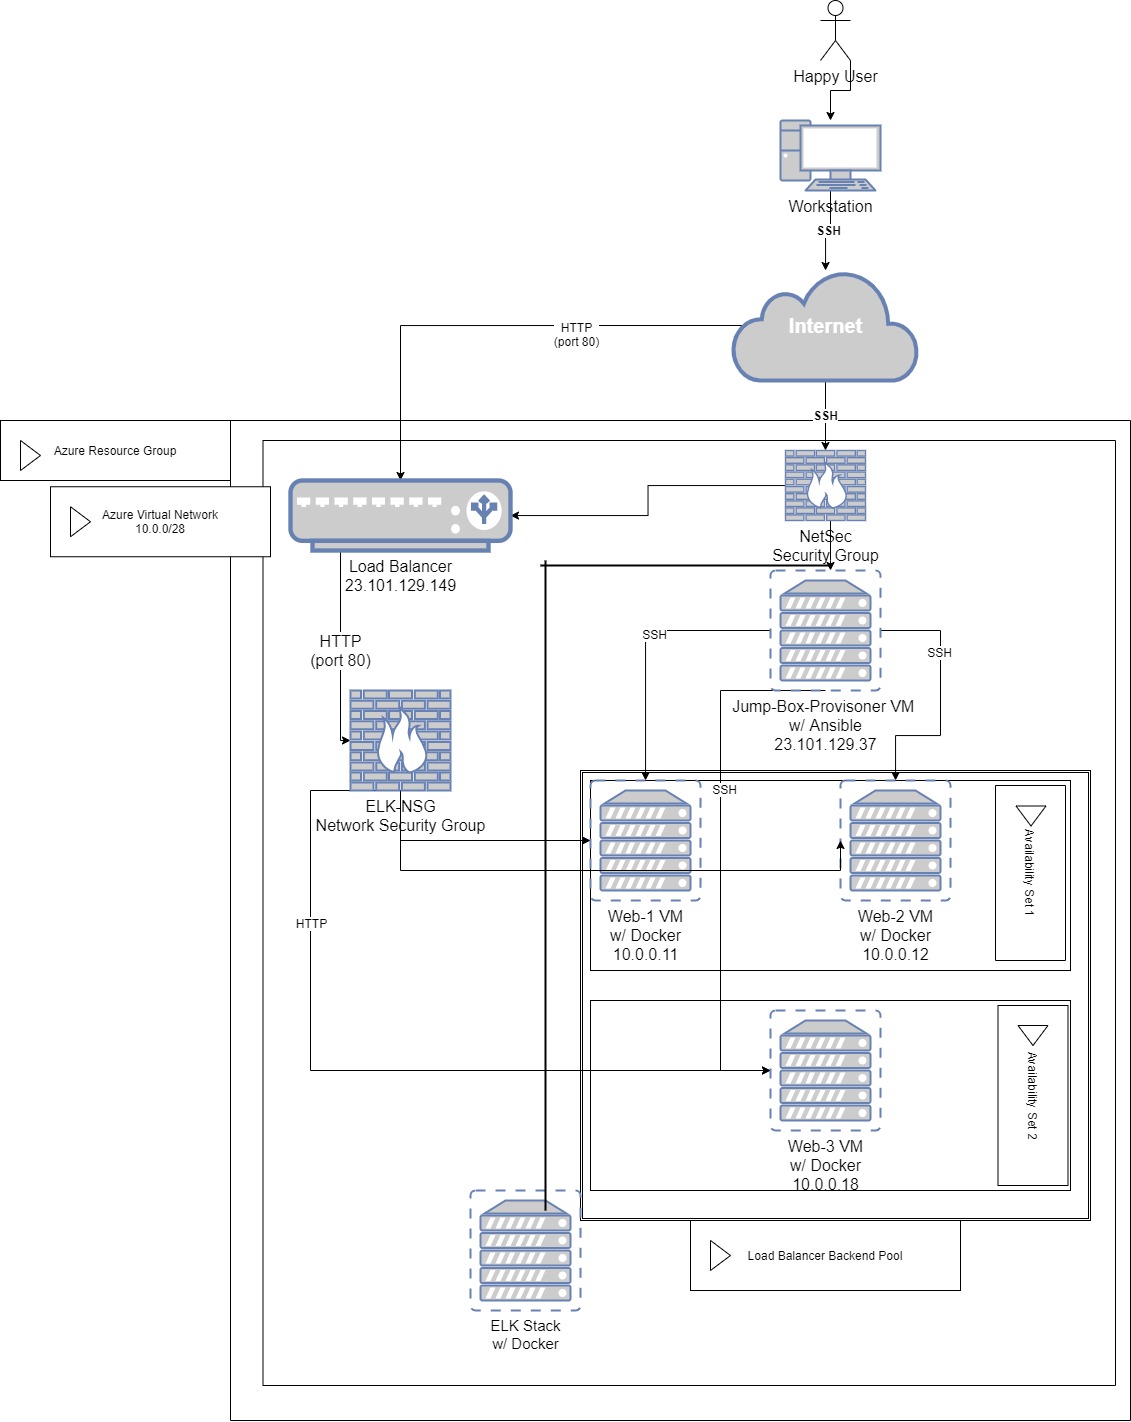 Happy User
Workstation
SSH
Internet
HTTP
(port 80)
SSH
Azure Resource Group
Azure Virtual Network
10.0.0/28
NetSec
Security Group
Load Balancer
23.101.129.149
HTTP
(port 80)
SSH
SSH
Jump-Box-Provisoner VM
w/ Ansible
23.101.129.37
SSH
ELK-NSG
Network Security Group
HTTP
Web-1 VM
w/ Docker
10.0.0.11
Web-2 VM
w/ Docker
10.0.0.12
Availability Set 1
Web-3 VM
w/ Docker
10.0.0.18
Availability Set 2
Load Balancer Backend Pool
ELK Stack
w/ Docker